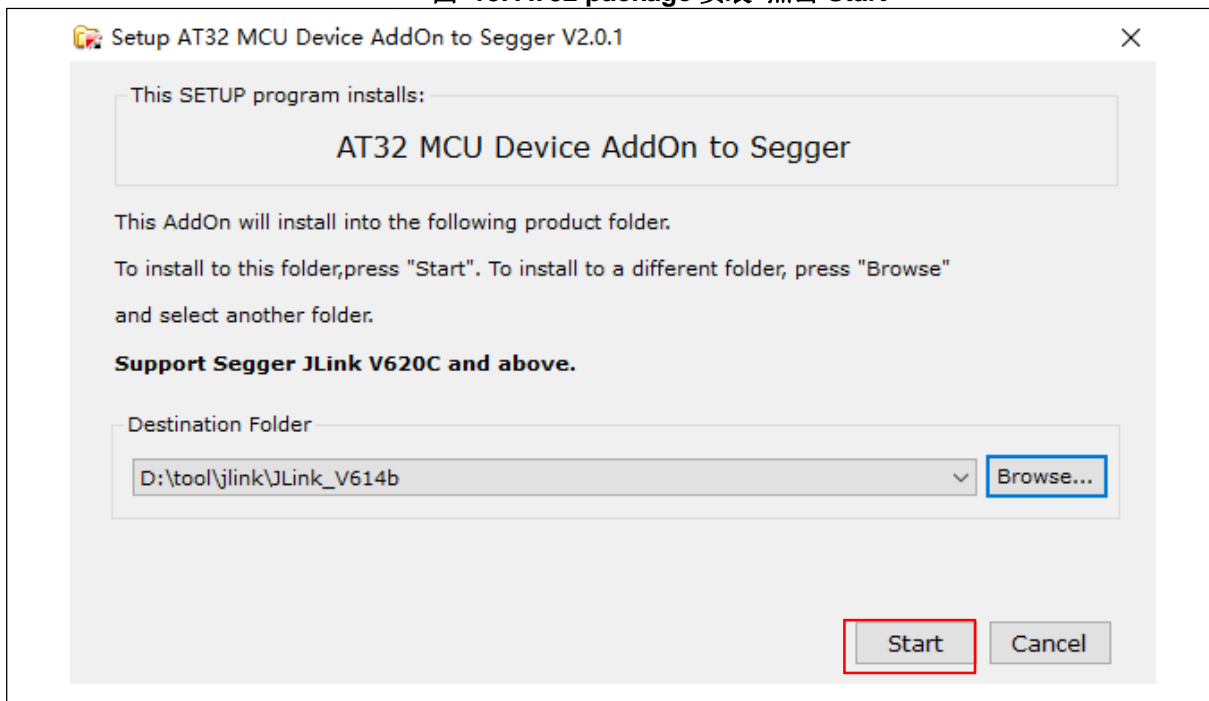 Setup AT32 MCU Device AddOn to Segger V2.0.1
This SETUP program installs:
AT32 MCU Device AddOn to Segger
This AddOn will install into the following product folder.
To install to this folder,press "Start". To install to a different folder, press "Browse"
and select another folder.
Support Segger JLink V620C and above.
Destination Folder
D:\tool\jlink\JLink_V614b
Browse...
Start
Cancel